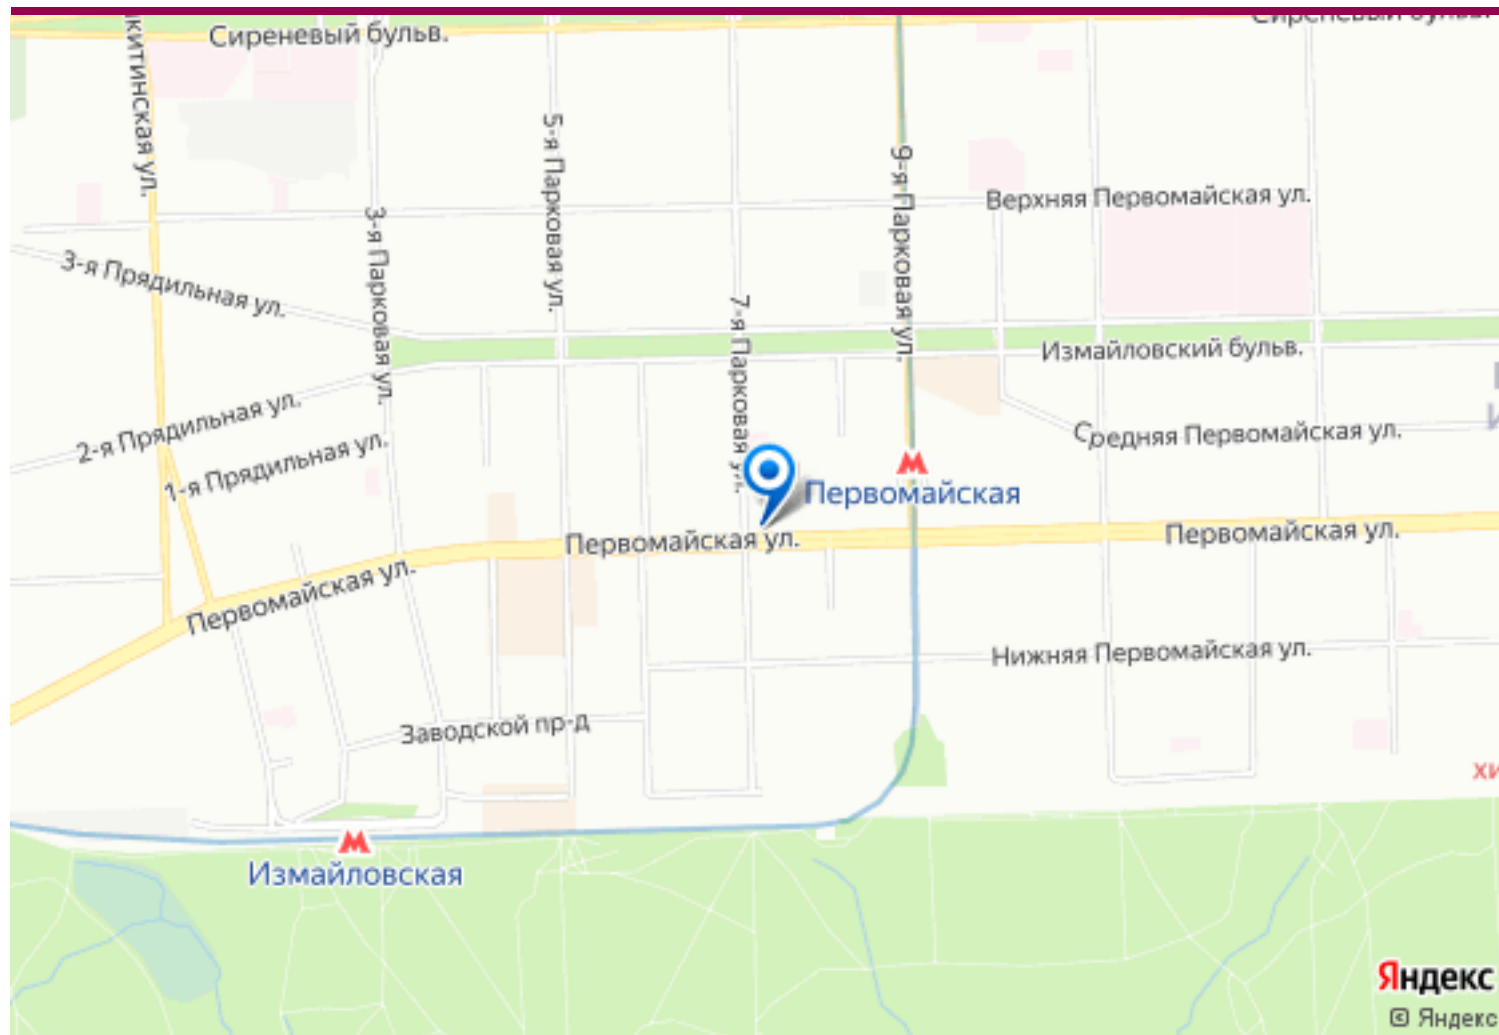 Сиреневый бульв.
Сиреневый бульв.
5-я Парковая ул.
9-я Парковая ул.
Верхняя Первомайская ул.
3-я Парковая ул.
3-я Прядильная ул.
7-я Парковая ул.
Измайловский бульв.
2-я Прядильная ул.
1-я Прядильная ул.
Средняя Первомайская ул.
М
Первомайская
Первомайская ул.
Первомайская ул.
Первомайская ул.
Нижняя Первомайская ул.
Заводской пр-д
М
Измайловская
Яндекс
© Яндекс